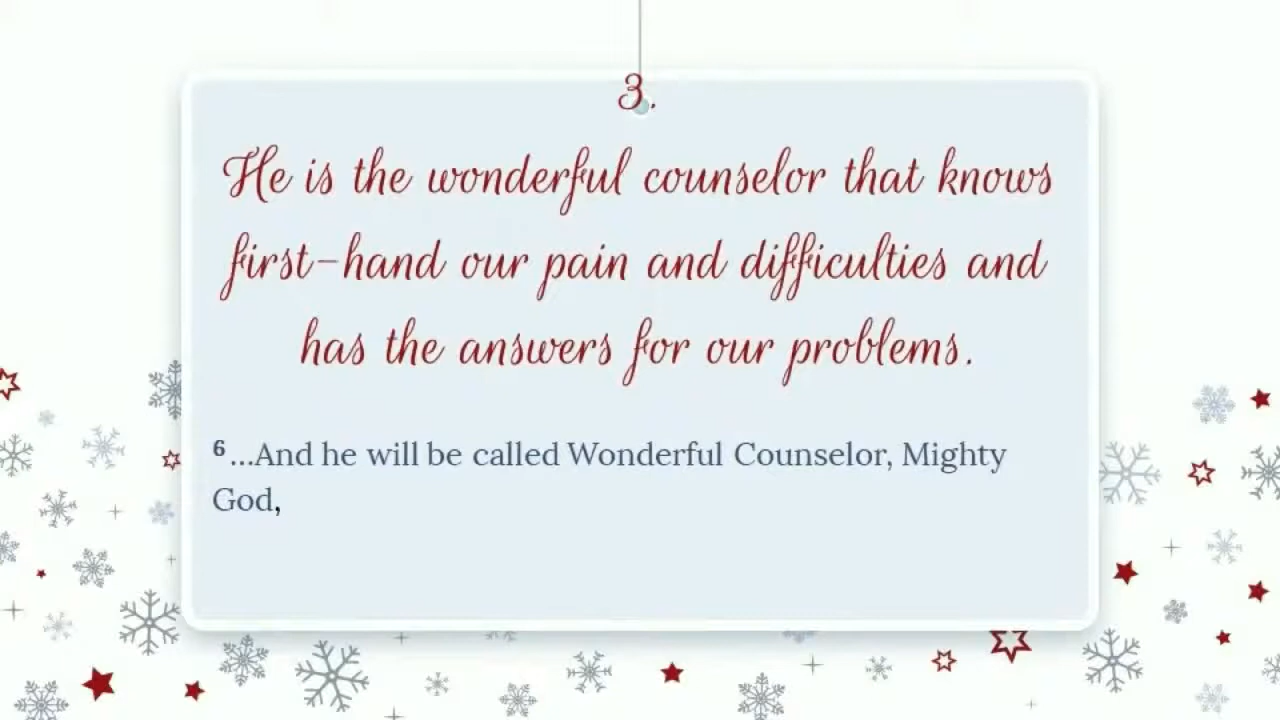 3.
He is the wonderful counselor that knows
first-hand our pain and difficulties and
has the answers for our problems.
⁶...And he will be called Wonderful Counselor, Mighty
God,